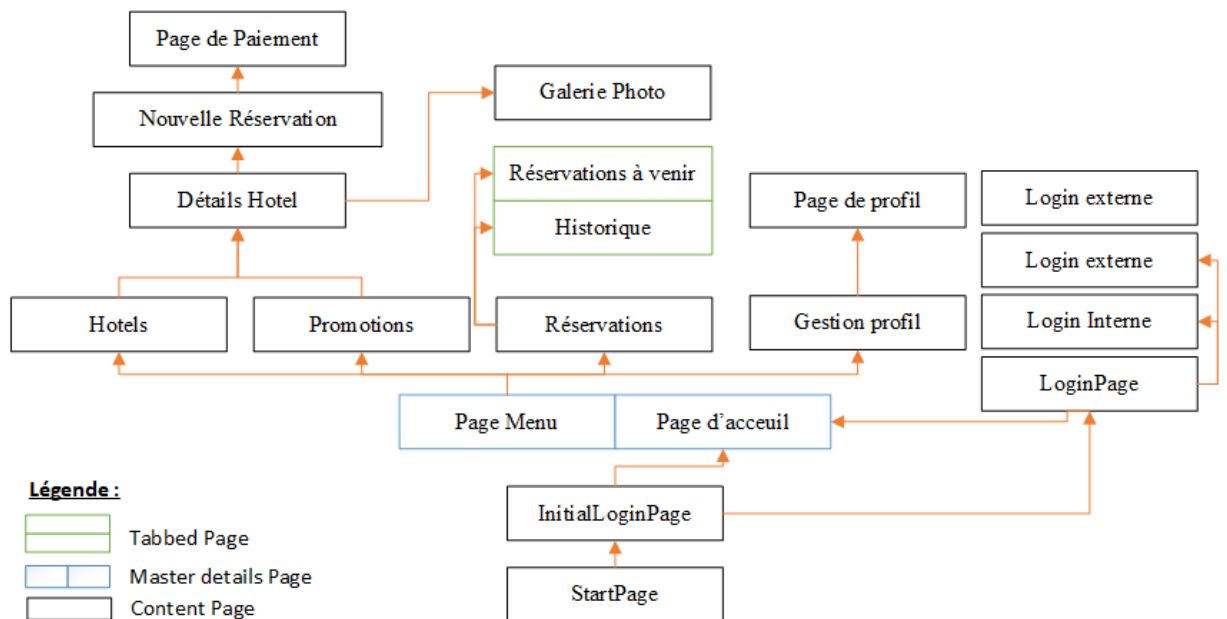 Page de Paiement
Nouvelle Réservation
Galerie Photo
Détails Hotel
Réservations à venir
Historique
Page de profil
Login externe
Login externe
Hotels
Promotions
Réservations
Gestion profil
Login Interne
LoginPage
Page Menu
Page d’acceuil
InitialLoginPage
StartPage
Légende :
Tabbed Page
Master details Page
Content Page